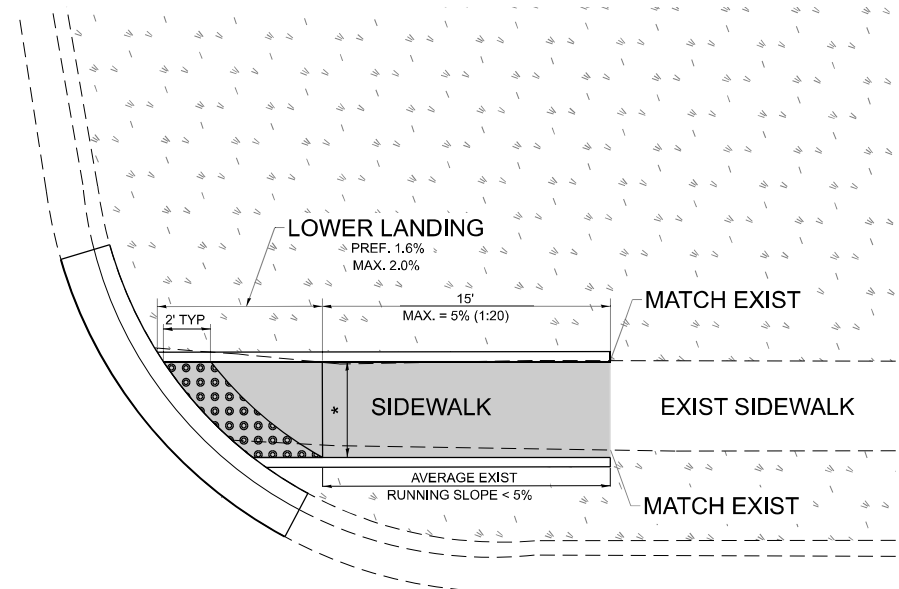 LOWER LANDING
PREF. 1.6%
MAX. 2.0%
15'
MAX. = 5% (1:20)
MATCH EXIST
2' TYP
*
SIDEWALK
EXIST SIDEWALK
AVERAGE EXIST
RUNNING SLOPE < 5%
MATCH EXIST